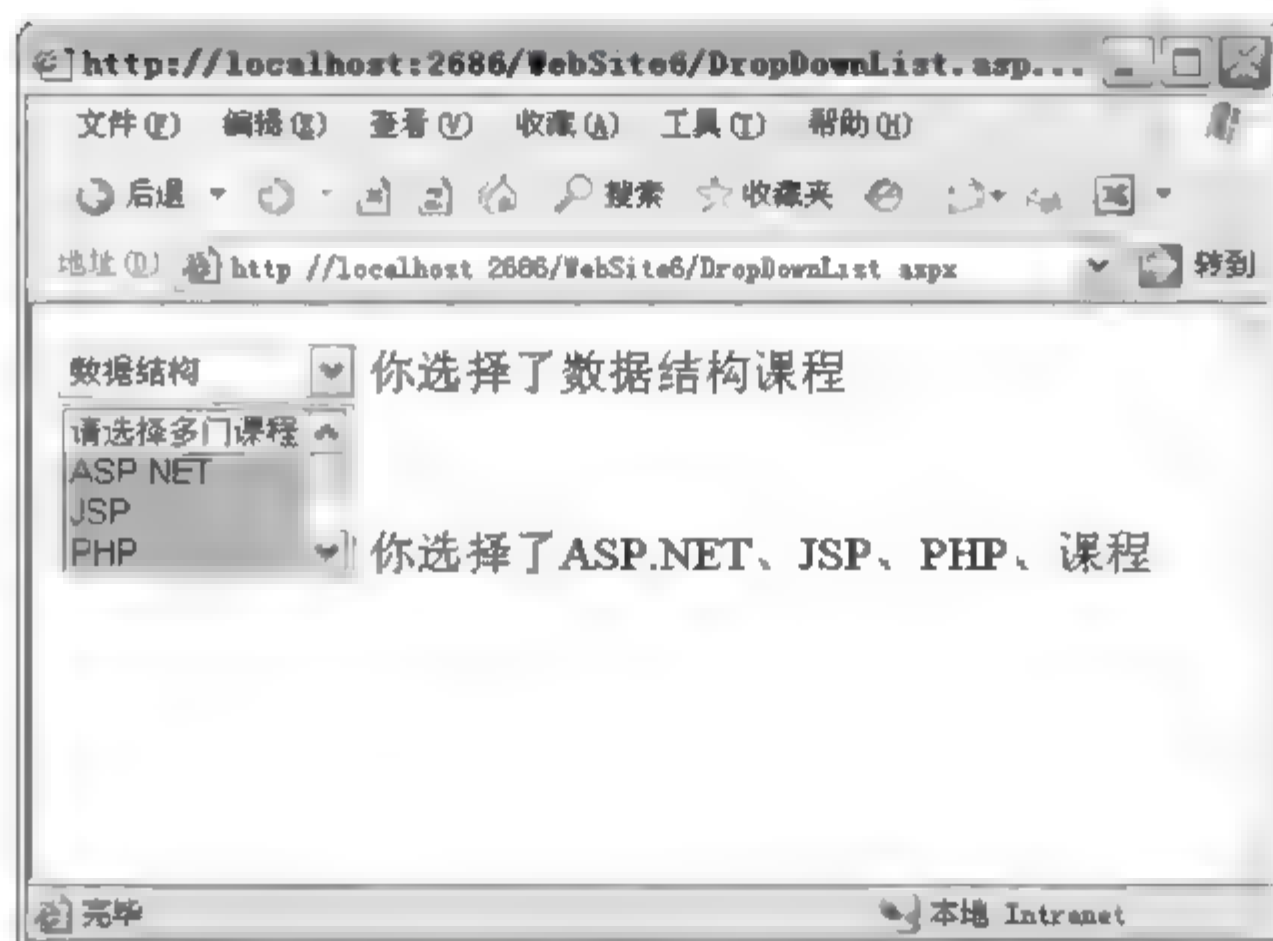 http://localhost:2686/WebSite6/DropDownList.asp...
文件(F) 编辑(E) 查看(V) 收藏(A) 工具(T) 帮助(H)
后退 搜索 收藏夹
地址(D) http //localhost 2686/WebSite6/DropDownList aspx 转到
数据结构 你选择了数据结构课程
请选择多门课程
ASP NET
JSP
PHP 你选择了ASP.NET、JSP、PHP、课程
完毕 本地 Intranet